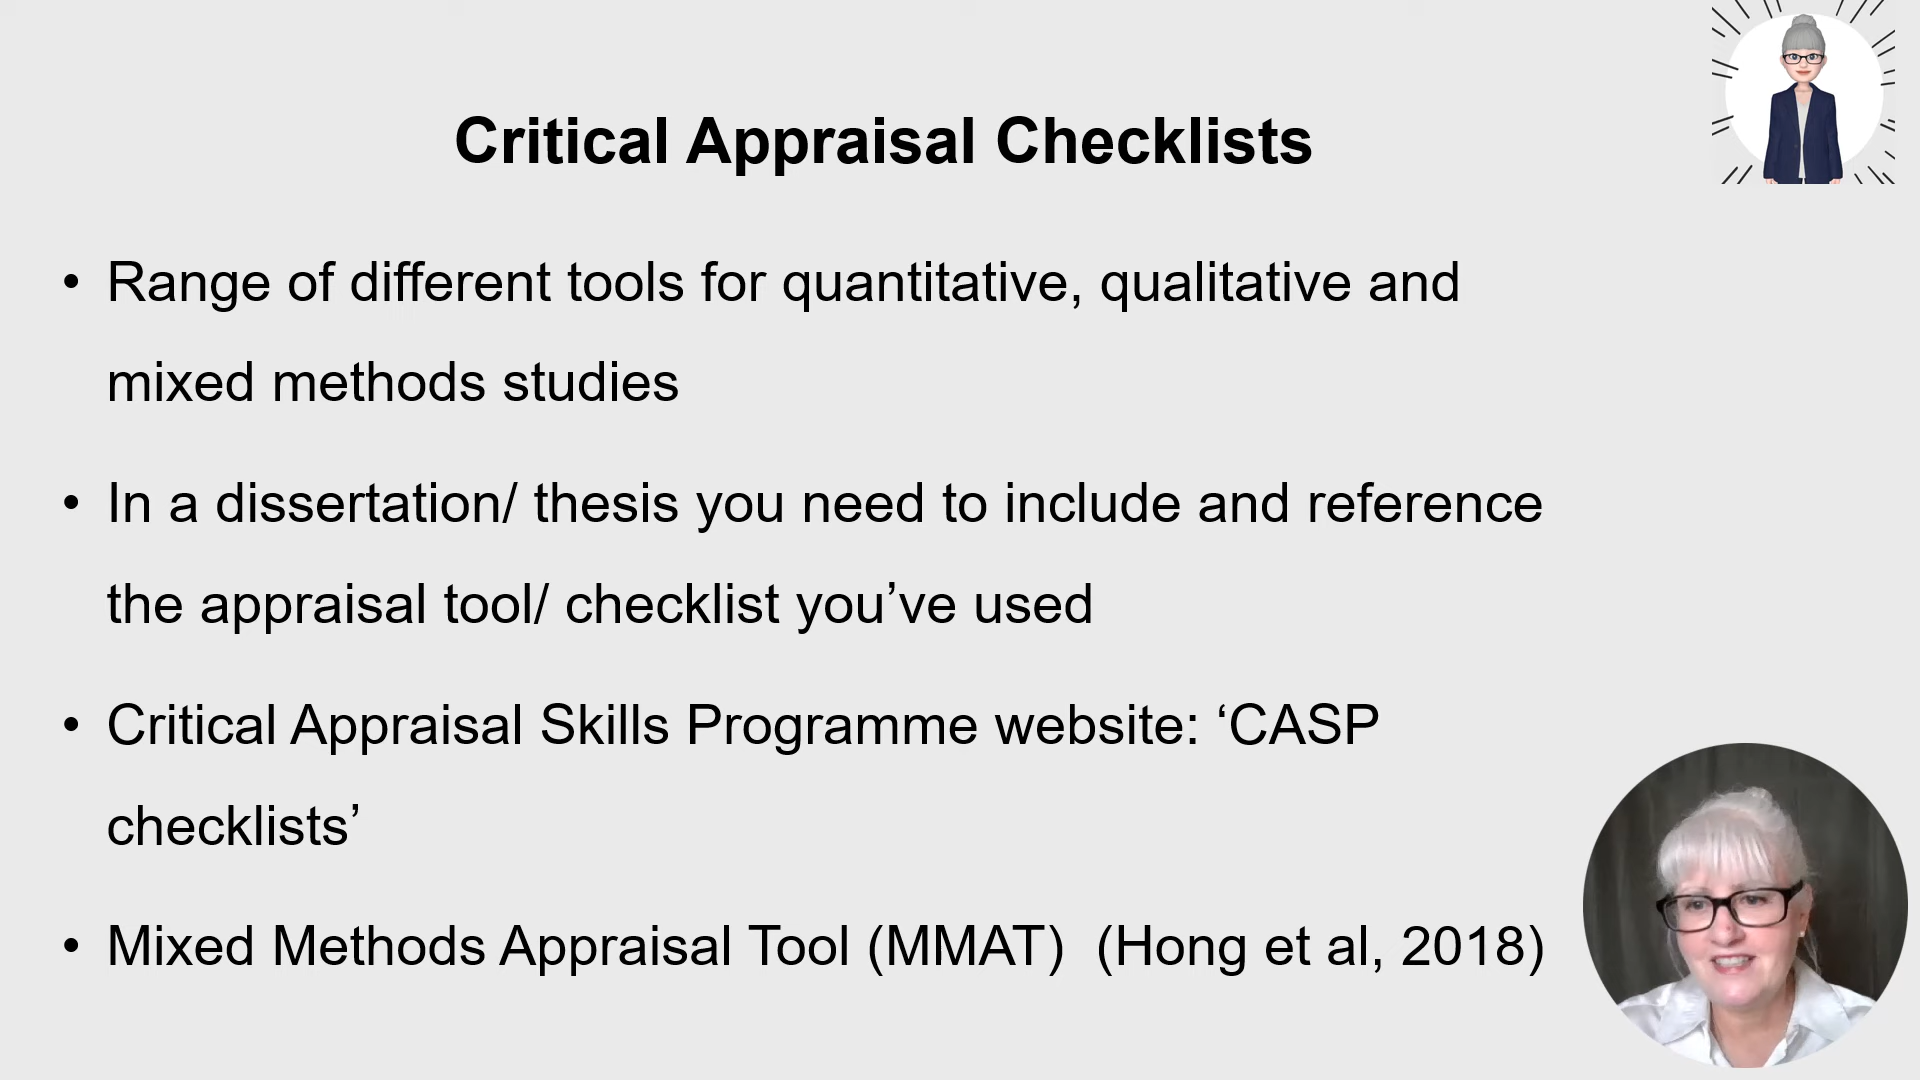 Critical Appraisal Checklists
• Range of different tools for quantitative, qualitative and
mixed methods studies
• In a dissertation/ thesis you need to include and reference
the appraisal tool/ checklist you’ve used
• Critical Appraisal Skills Programme website: ‘CASP
checklists’
• Mixed Methods Appraisal Tool (MMAT)  (Hong et al, 2018)